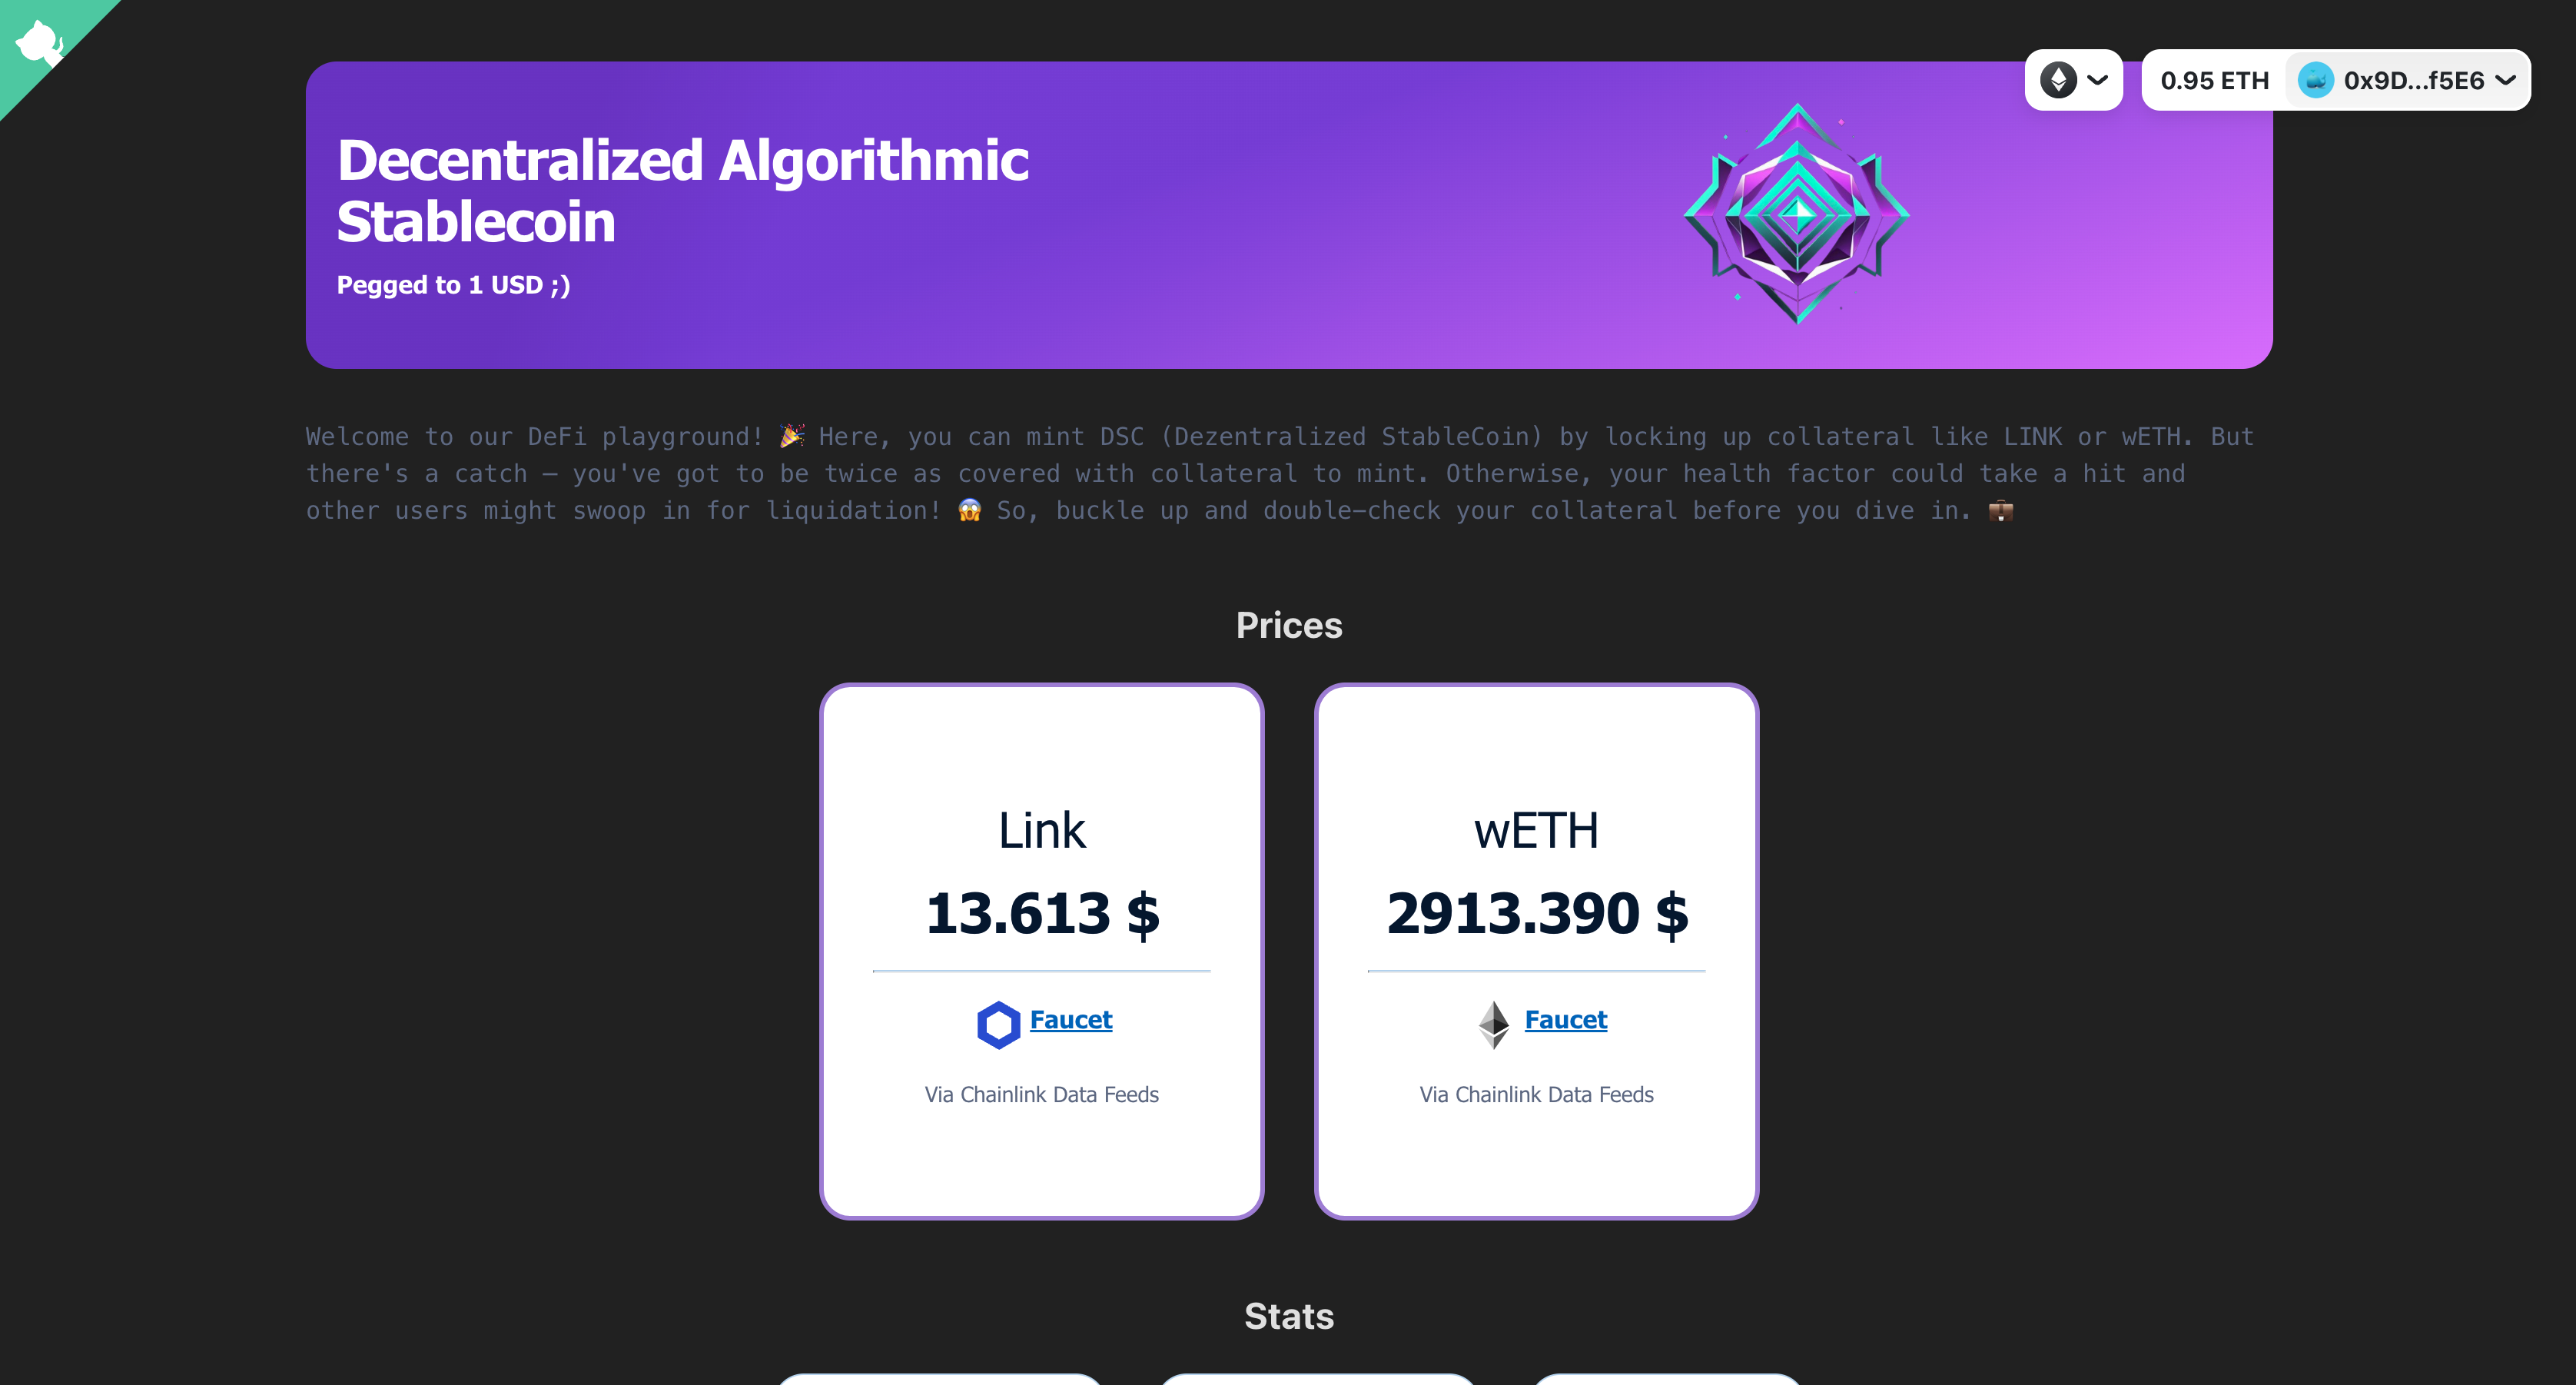 0.95 ETH
0x9D...f5E6
Decentralized Algorithmic
Stablecoin
Pegged to 1 USD ;)
Welcome to our DeFi playground! 🎉 Here, you can mint DSC (Dezentralized StableCoin) by locking up collateral like LINK or wETH. But
there's a catch – you've got to be twice as covered with collateral to mint. Otherwise, your health factor could take a hit and
other users might swoop in for liquidation! 😱 So, buckle up and double-check your collateral before you dive in. 💼
Prices
Link
13.613 $
Faucet
Via Chainlink Data Feeds
wETH
2913.390 $
Faucet
Via Chainlink Data Feeds
Stats